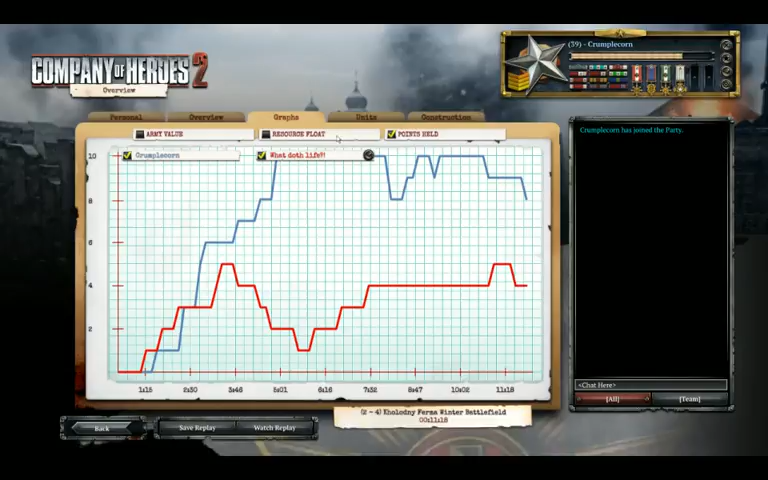 (39) - Crumplecorn
COMPANY OF HEROES 2
Overview
Personal
Overview
Graphs
Units
Construction
ARMY VALUE
RESOURCE FLOAT
POINTS HELD
Crumplecorn has joined the Party.
Crumplecorn
What doth life?!
10
8
6
4
2
1:15
2:30
3:46
5:01
6:16
7:32
8:47
10:02
11:18
<Chat Here>
[All]
[Team]
(2 - 4) Kholodny Ferma Winter Battlefield
00:11:18
Back
Save Replay
Watch Replay